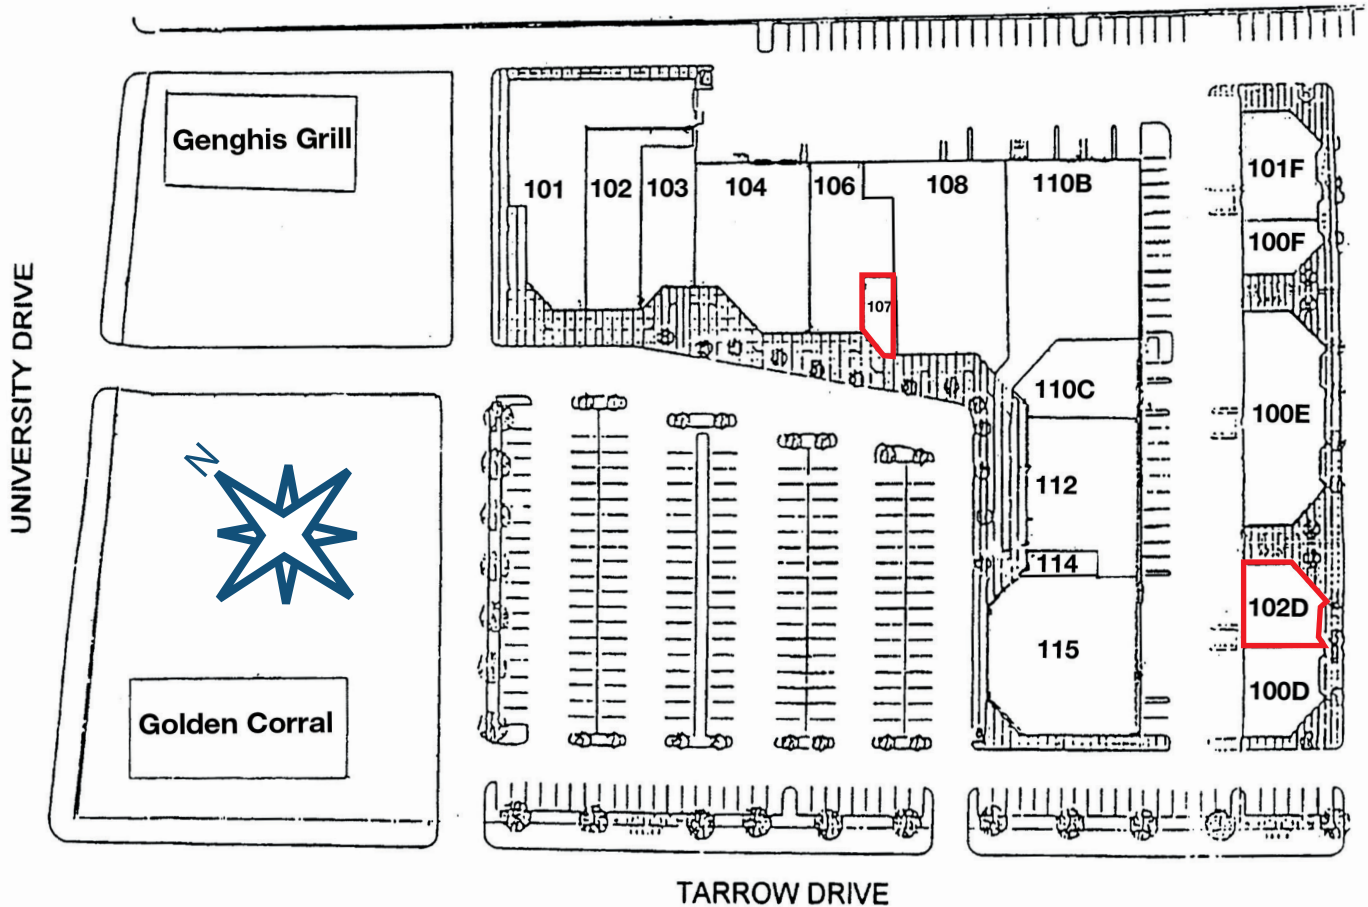 Genghis Grill
101
102
103
104
106
108
110B
101F
100F
UNIVERSITY DRIVE
107
110C
100E
N
112
114
102D
115
100D
Golden Corral
TARROW DRIVE